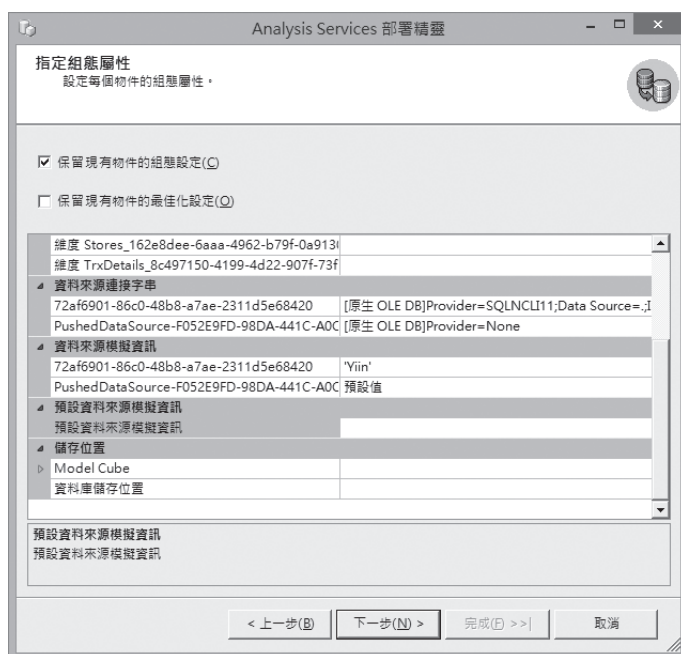 Analysis Services 部署精靈
指定組態屬性
設定每個物件的組態屬性。
保留現有物件的組態設定(C)
保留現有物件的最佳化設定(O)
維度 Stores_162e8dee-6aaa-4962-b79f-0a913
維度 TrxDetails_8c497150-4199-4d22-907f-73f
資料來源連接字串
72af6901-86c0-48b8-a7ae-2311d5e68420 [原生 OLE DB]Provider=SQLNCLI11;Data Source=.;I
PushedDataSource-F052E9FD-98DA-441C-A0C [原生 OLE DB]Provider=None
資料來源模擬資訊
72af6901-86c0-48b8-a7ae-2311d5e68420 'Yiin'
PushedDataSource-F052E9FD-98DA-441C-A0C 預設值
預設資料來源模擬資訊
預設資料來源模擬資訊
儲存位置
Model Cube
資料庫儲存位置
預設資料來源模擬資訊
預設資料來源模擬資訊
< 上一步(B) 下一步(N) > 完成(F) >>| 取消